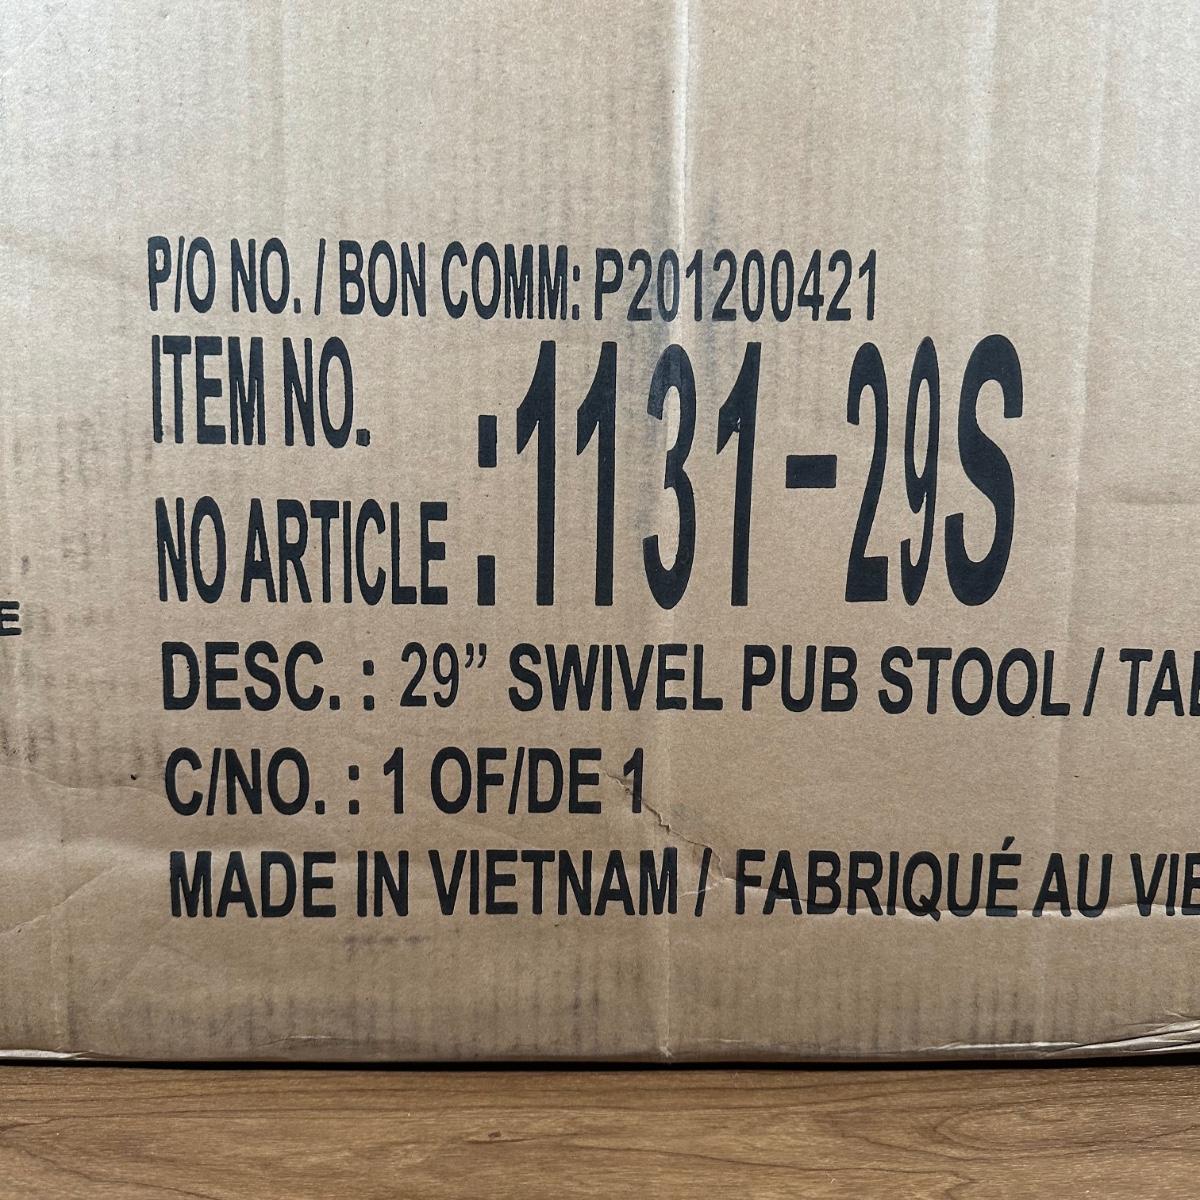 P/O NO. / BON COMM: P201200421
ITEM NO.
NO ARTICLE : 1131-29S
DESC. : 29” SWIVEL PUB STOOL /
C/NO. : 1 OF/DE 1
MADE IN VIETNAM / FABRIQUÉ AU